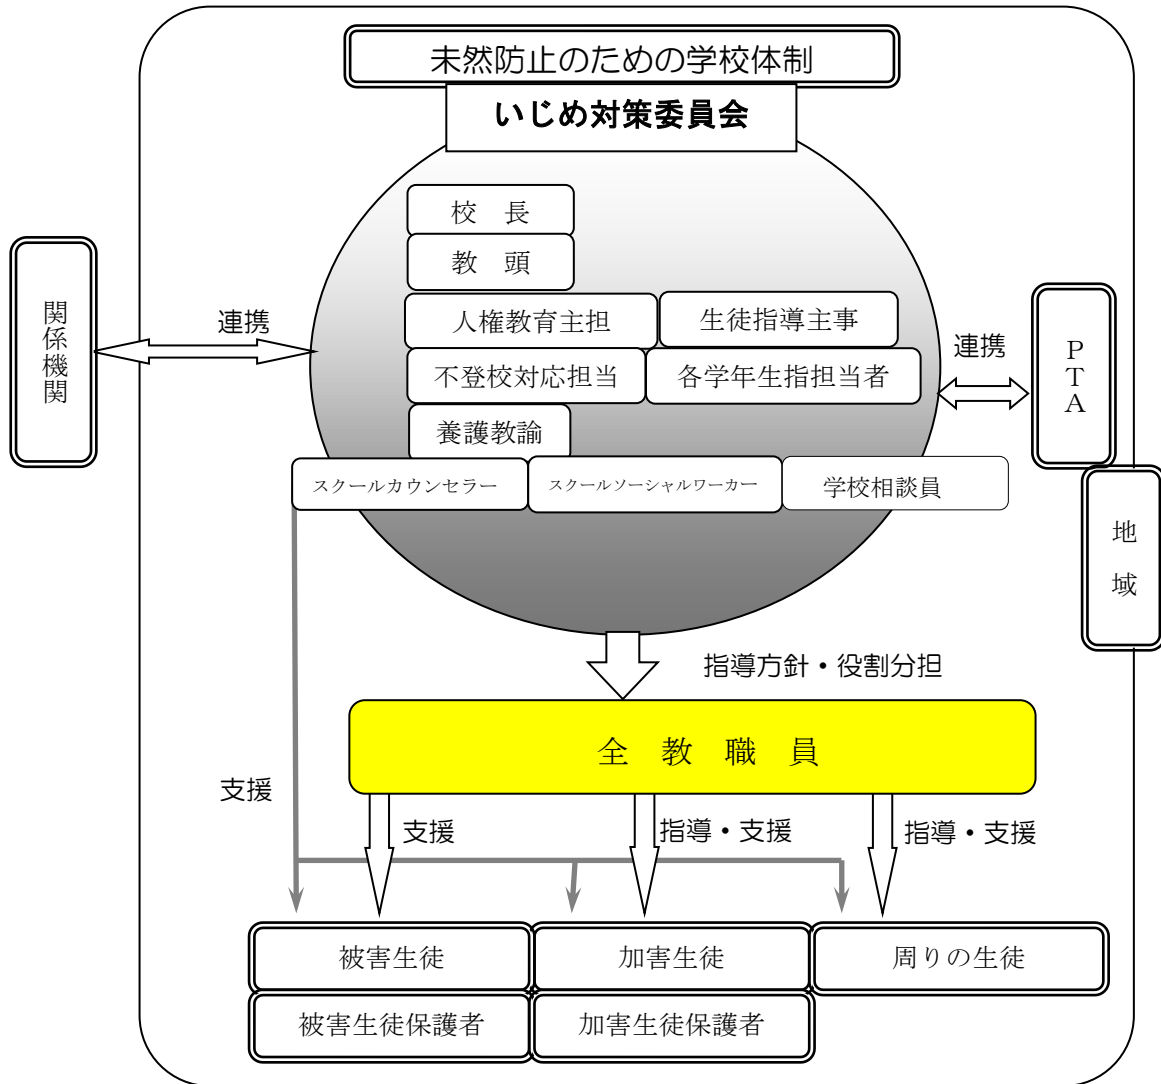 未然防止のための学校体制
いじめ対策委員会
校　長
教　頭
人権教育主担
生徒指導主事
不登校対応担当
各学年生指担当者
養護教諭
スクールカウンセラー
スクールソーシャルワーカー
学校相談員
関係機関
連携
連携
ＰＴＡ
地域
指導方針・役割分担
全　教　職　員
支援
支援
指導・支援
指導・支援
被害生徒
加害生徒
周りの生徒
被害生徒保護者
加害生徒保護者